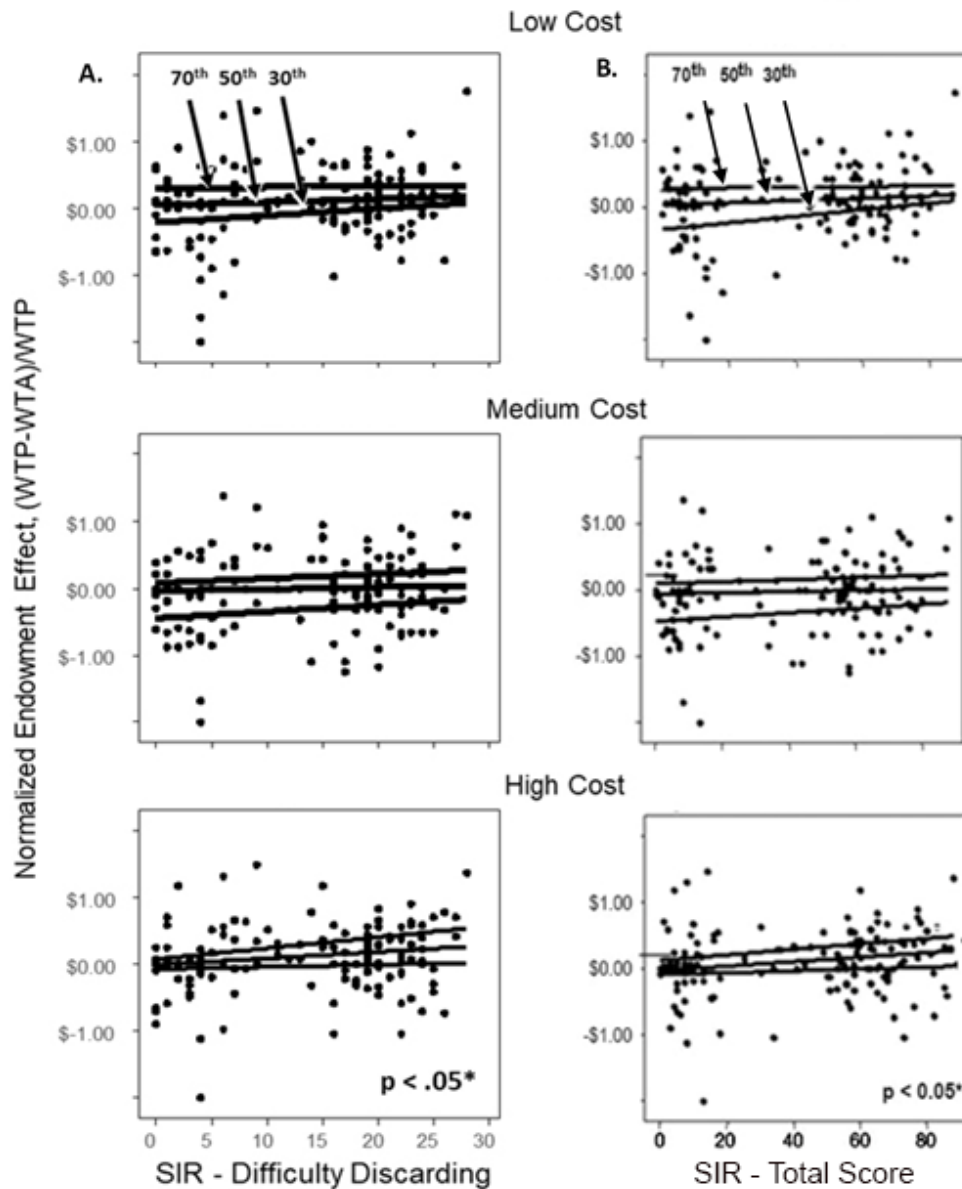 Low Cost
A.
70th 50th 30th
$1.00
$0.00
$-1.00
B.
70th 50th 30th
$1.00
$0.00
$-1.00
Normalized Endowment Effect, (WTP-WTA)/WTP
Medium Cost
$1.00
$0.00
$-1.00
$1.00
$0.00
-$1.00
High Cost
$1.00
$0.00
$-1.00
p < .05*
0 5 10 15 20 25 30
SIR - Difficulty Discarding
$1.00
$0.00
-$1.00
p < 0.05*
0 20 40 60 80
SIR - Total Score